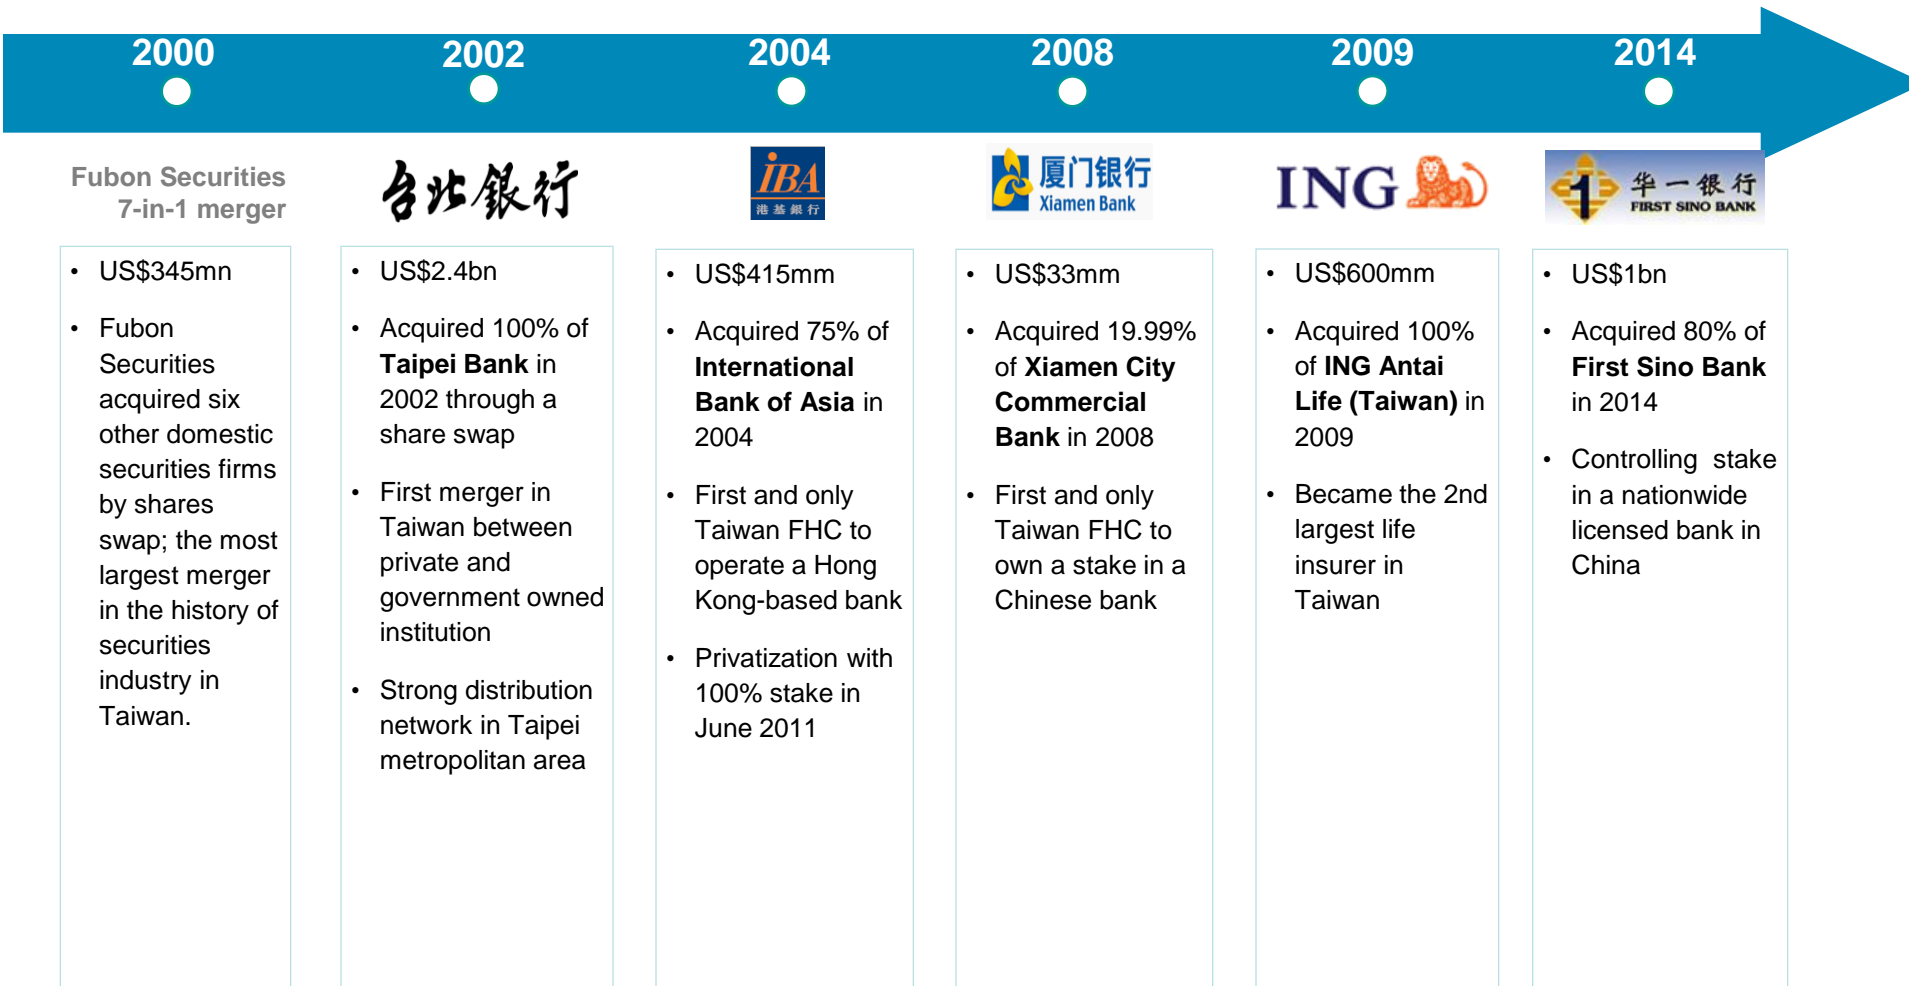 2000
2002
2004
2008
2009
2014
Fubon Securities
7-in-1 merger
台北銀行
iBA
港基銀行
厦门银行
Xiamen Bank
ING
1
华一银行
FIRST SINO BANK
• US$345mn
• Fubon
Securities
acquired six
other domestic
securities firms
by shares
swap; the most
largest merger
in the history of
securities
industry in
Taiwan.
• US$2.4bn
• Acquired 100% of
Taipei Bank in
2002 through a
share swap
• First merger in
Taiwan between
private and
government owned
institution
• Strong distribution
network in Taipei
metropolitan area
• US$415mm
• Acquired 75% of
International
Bank of Asia in
2004
• First and only
Taiwan FHC to
operate a Hong
Kong-based bank
• Privatization with
100% stake in
June 2011
• US$33mm
• Acquired 19.99%
of Xiamen City
Commercial
Bank in 2008
• First and only
Taiwan FHC to
own a stake in a
Chinese bank
• US$600mm
• Acquired 100%
of ING Antai
Life (Taiwan) in
2009
• Became the 2nd
largest life
insurer in
Taiwan
• US$1bn
• Acquired 80% of
First Sino Bank
in 2014
• Controlling stake
in a nationwide
licensed bank in
China